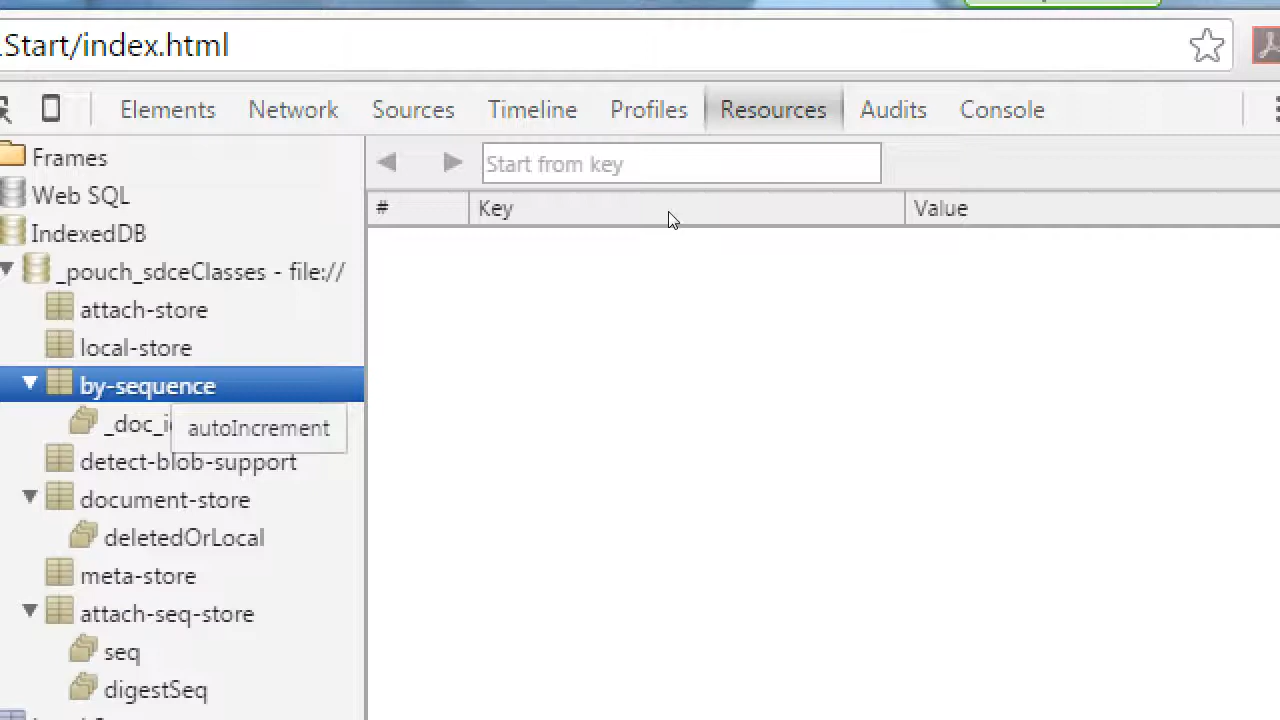 Start/index.html
Elements Network Sources Timeline Profiles Resources Audits Console
Frames
Web SQL
IndexedDB
_pouch_sdceClasses - file://
attach-store
local-store
by-sequence
autoIncrement
detect-blob-support
document-store
deletedOrLocal
meta-store
attach-seq-store
seq
digestSeq
Start from key
# Key Value